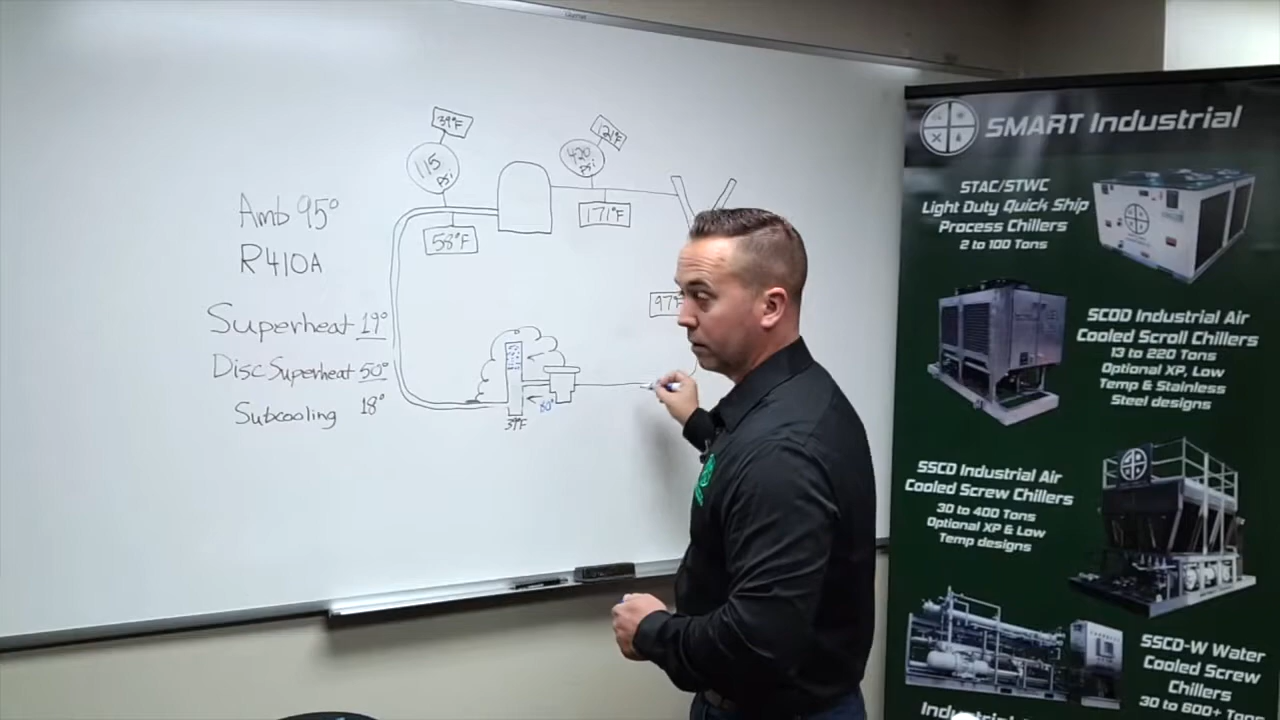 Amb 95°
R410A
Superheat 19°
Disc Superheat 50°
Subcooling 18°
39°F
115
psi
58°F
420
psi
121°F
171°F
97°F
39°F
SMART Industrial
STAC/STWC
Light Duty Quick Ship
Process Chillers
2 to 100 Tons
SCOD Industrial Air
Cooled Scroll Chillers
13 to 220 Tons
Optional XP, Low
Temp & Stainless
Steel designs
SSCD Industrial Air
Cooled Screw Chillers
30 to 400 Tons
Optional XP & Low
Temp designs
SSCD-W Water
Cooled Screw
Chillers
30 to 600+ Tons